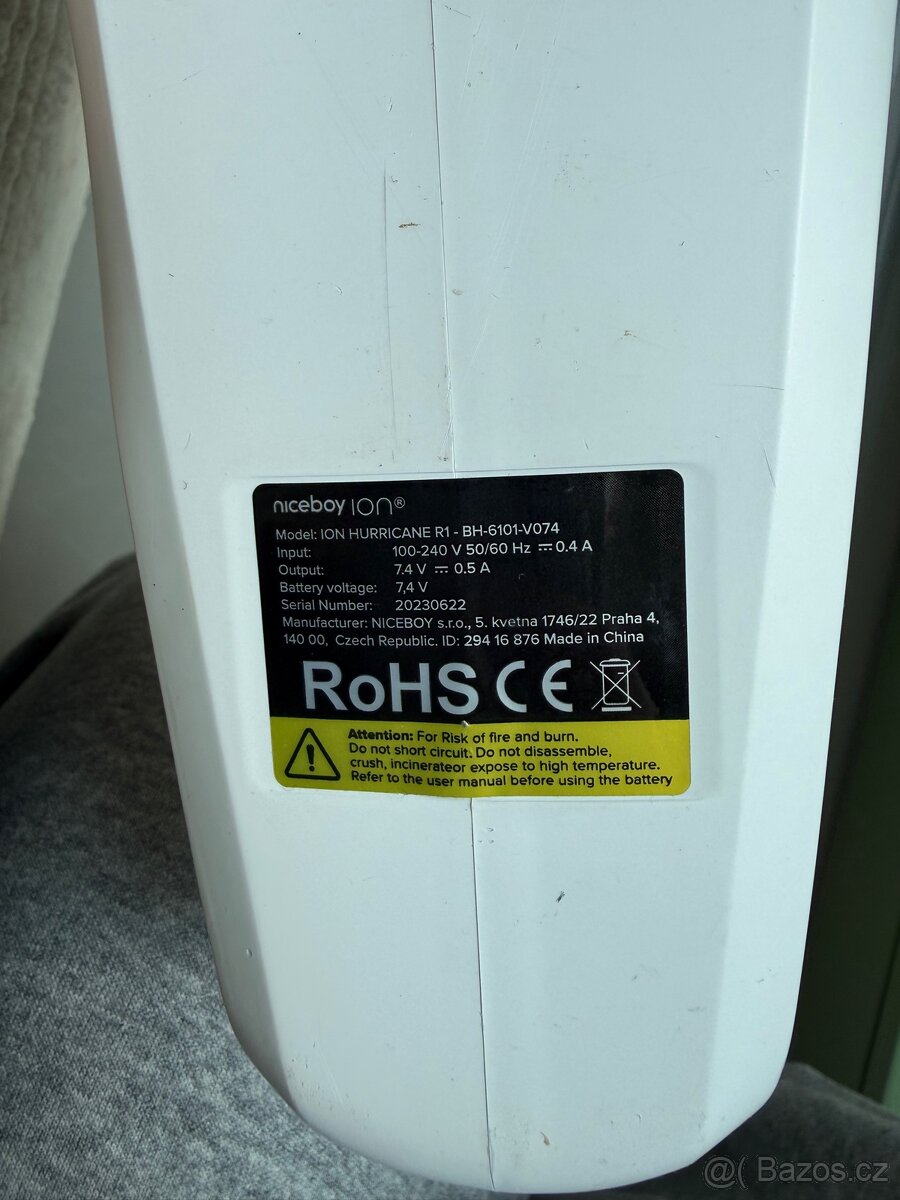 niceboy ION®
Model: ION HURRICANE R1 - BH-6101-V074
Input: 100-240 V 50/60 Hz ⎓ 0.4 A
Output: 7.4 V ⎓ 0.5 A
Battery voltage: 7,4 V
Serial Number: 20230622
Manufacturer: NICEBOY s.r.o., 5. kvetna 1746/22 Praha 4,
140 00, Czech Republic. ID: 294 16 876 Made in China
RoHS CE
Attention: For Risk of fire and burn.
Do not short circuit. Do not disassemble,
crush, incinerateor expose to high temperature.
Refer to the user manual before using the battery
@( Bazos.cz